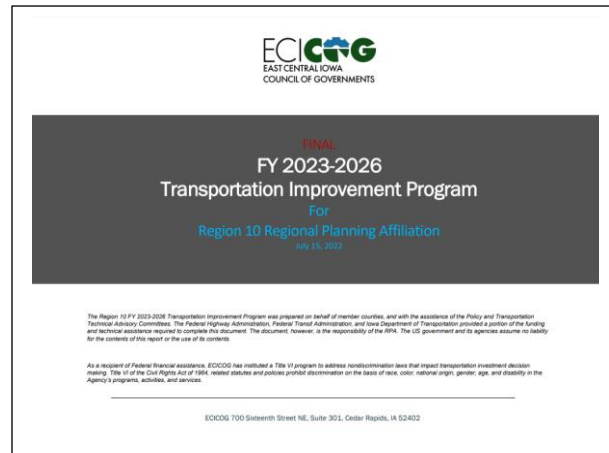 ECICOG
EAST CENTRAL IOWA
COUNCIL OF GOVERNMENTS
FINAL
FY 2023-2026
Transportation Improvement Program
For
Region 10 Regional Planning Affiliation
July 15, 2022
The Region 10 FY 2023-2026 Transportation Improvement Program was prepared on behalf of member counties, and with the assistance of the Policy and Transportation
Technical Advisory Committees. The Federal Highway Administration, Federal Transit Administration, and Iowa Department of Transportation provided a portion of the funding
and technical assistance required to complete this document. The document, however, is the responsibility of the RPA. The US government and its agencies assume no liability
for the contents of this report or the use of its contents.
As a recipient of Federal financial assistance, ECICOG has instituted a Title VI program to address nondiscrimination laws that impact transportation investment decision
making. Title VI of the Civil Rights Act of 1964, related statutes and policies prohibit discrimination on the basis of race, color, national origin, gender, age, and disability in the
Agency's programs, activities, and services.
ECICOG 700 Sixteenth Street NE, Suite 301, Cedar Rapids, IA 52402